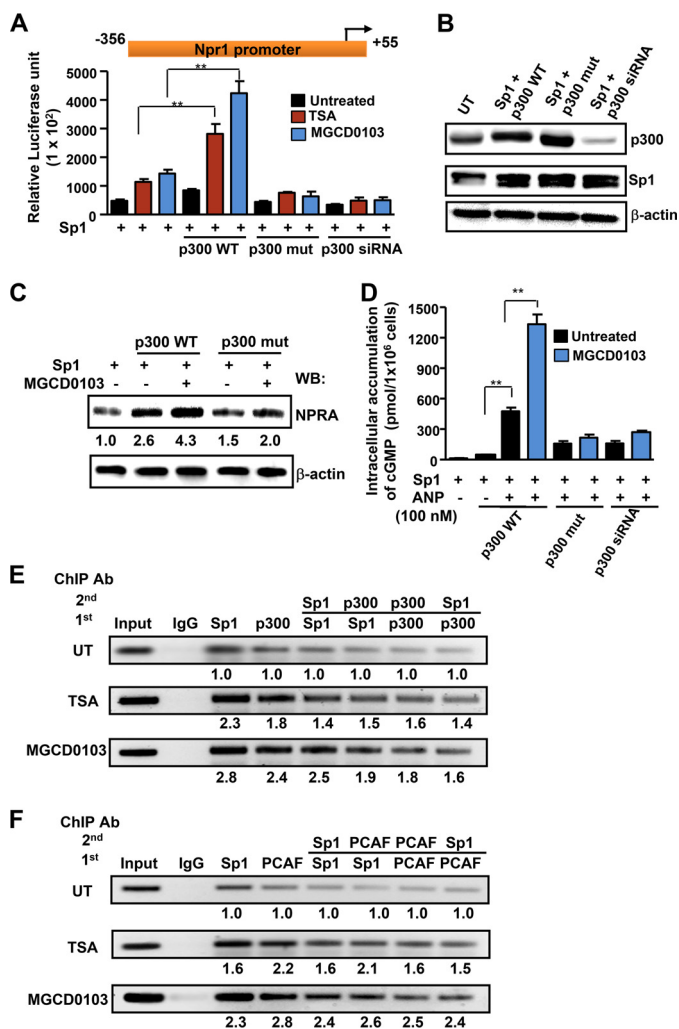 A
-356
Npr1 promoter
+55
Relative Luciferase unit
(1 x 10²)
5000
4000
3000
2000
1000
0
**
**
Untreated
TSA
MGCD0103
Sp1 + + + + + + + + + + + +
p300 WT p300 mut p300 siRNA
B
UT
Sp1 +
p300 WT
Sp1 +
p300 mut
Sp1 +
p300 siRNA
p300
Sp1
β-actin
C
p300 WT p300 mut
Sp1 + + + + +
MGCD0103 - - + - +
WB:
NPRA
1.0 2.6 4.3 1.5 2.0
β-actin
D
Intracellular accumulation
of cGMP (pmol/1x10⁶ cells)
1500
1200
900
600
300
0
**
**
Untreated
MGCD0103
Sp1 + + + + + + + +
ANP - - + + + + + +
(100 nM)
p300 WT
p300 mut
p300 siRNA
E
ChIP Ab
2nd Sp1 p300 p300 Sp1
1st Input IgG Sp1 p300 Sp1 Sp1 p300 p300
UT
1.0 1.0 1.0 1.0 1.0 1.0
TSA
2.3 1.8 1.4 1.5 1.6 1.4
MGCD0103
2.8 2.4 2.5 1.9 1.8 1.6
F
ChIP Ab
2nd Sp1 PCAF PCAF Sp1
1st Input IgG Sp1 PCAF Sp1 Sp1 PCAF PCAF
UT
1.0 1.0 1.0 1.0 1.0 1.0
TSA
1.6 2.2 1.6 2.1 1.6 1.5
MGCD0103
2.3 2.8 2.4 2.6 2.5 2.4